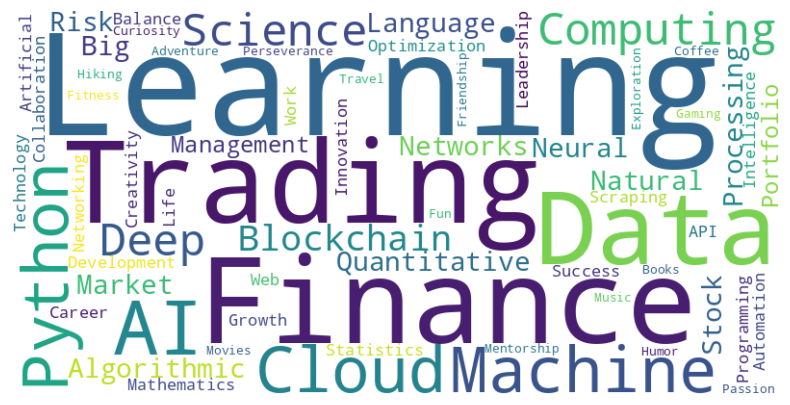 Risk
Balance
Curiosity
Science
Language
Computing
Artificial
Collaboration
Big
Adventure
Perseverance
Optimization
Leadership
Coffee
Hiking
Fitness
Learning
Travel
Work
Friendship
Exploration
Gaming
Processing
Intelligence
Portfolio
Technology
Networking
Creativity
Management
Innovation
Networks
Neural
Trading
Natural
Scraping
Life
Fun
Python
Deep
Blockchain
Data
API
Development
Quantitative
Market
Web
Success
Books
Finance
Stock
Programming
Automation
Career
AI
Growth
Music
Movies
Statistics
Mentorship
Humor
Algorithmic
Mathematics
Cloud
Machine
Passion